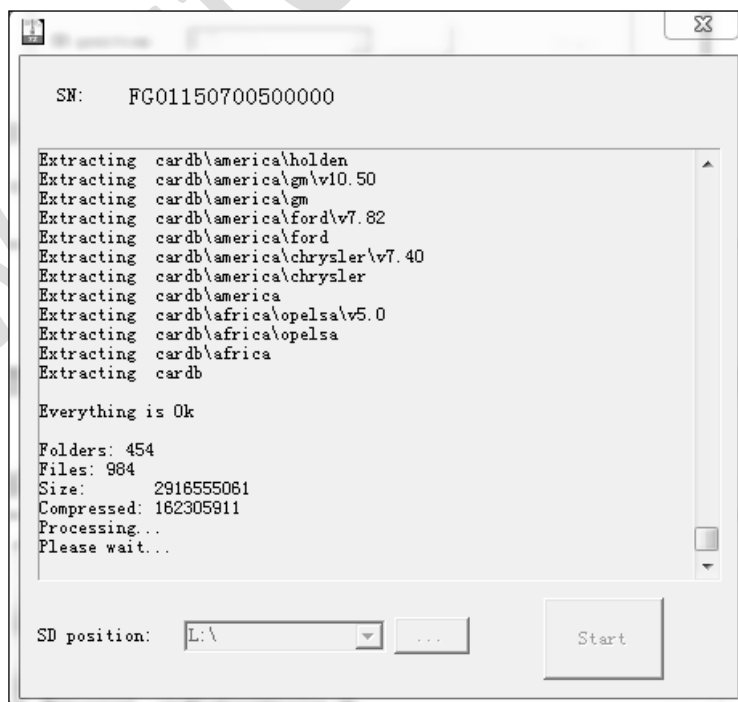 SN: FG01150700500000
Extracting cardb\america\holden
Extracting cardb\america\gm\v10.50
Extracting cardb\america\gm
Extracting cardb\america\ford\v7.82
Extracting cardb\america\ford
Extracting cardb\america\chrysler\v7.40
Extracting cardb\america\chrysler
Extracting cardb\america
Extracting cardb\africa\opelsa\v5.0
Extracting cardb\africa\opelsa
Extracting cardb\africa
Extracting cardb
Everything is Ok
Folders: 454
Files: 984
Size: 2916555061
Compressed: 162305911
Processing...
Please wait...
SD position: L:\ ... Start